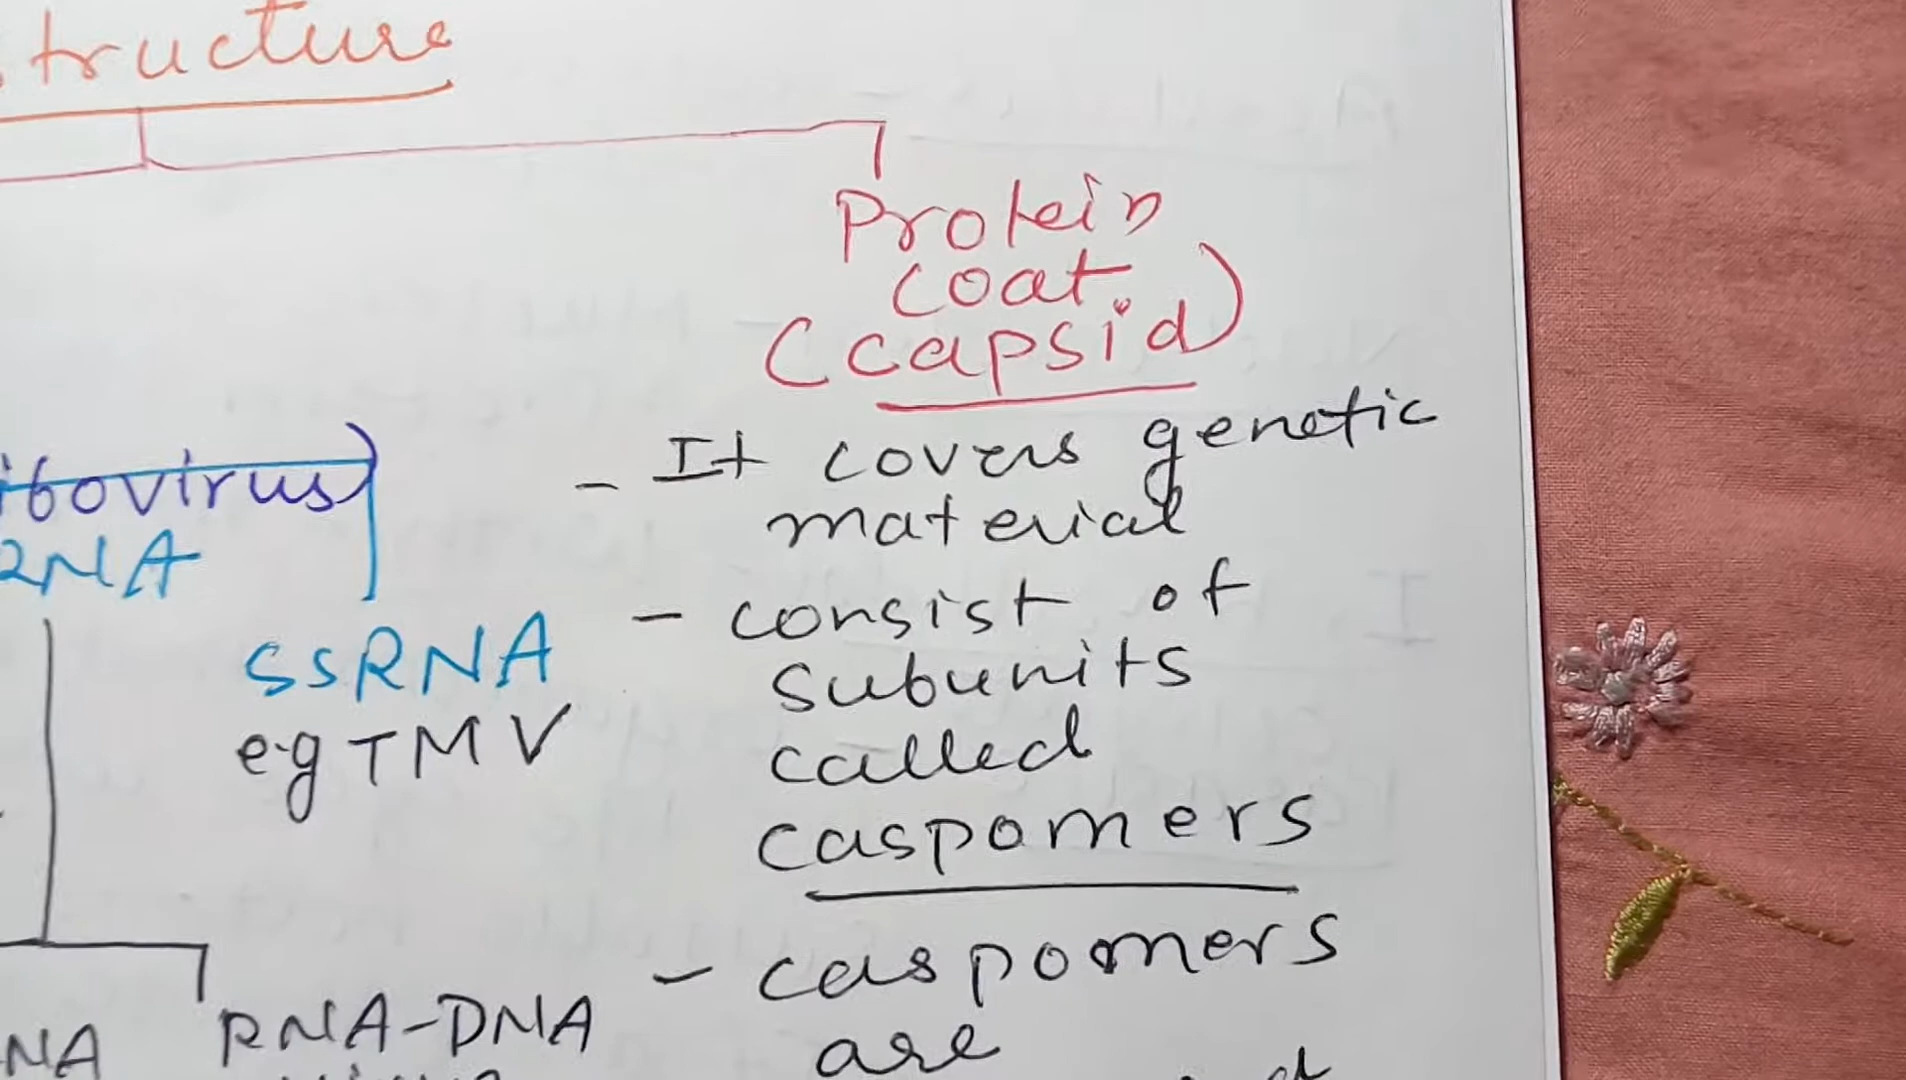 tructure
Protein
coat
(capsid)
- It covers genetic
material
- consist of
subunits
called
caspomers
- caspomers
are
ibovirus)
RNA
SSRNA
e.g TMV
NA
RNA-DNA